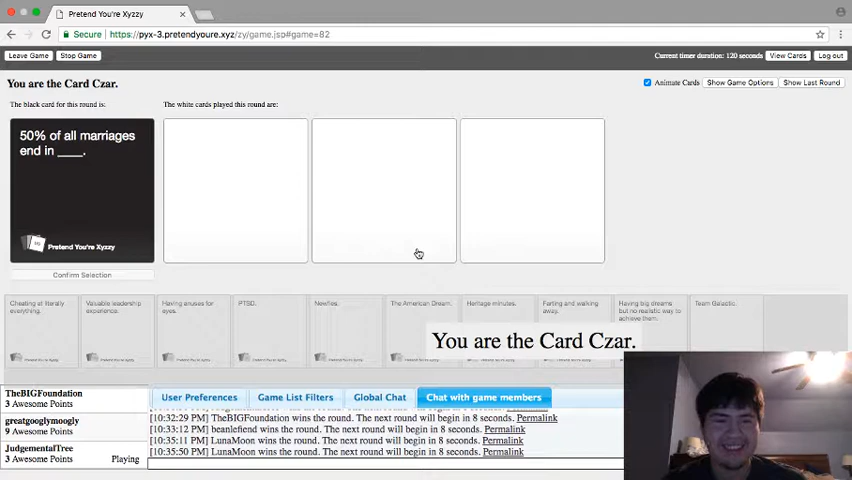 Pretend You're Xyzzy
Secure | https://pyx-3.pretendyoure.xyz/zy/game.jsp#game=82
Leave Game Stop Game Current timer duration: 120 seconds View Cards Log out
You are the Card Czar.
Animate Cards Show Game Options Show Last Round
The black card for this round is: The white cards played this round are:
50% of all marriages
end in ____.
Pretend You're Xyzzy
Confirm Selection
Cheating at literally everything.
Valuable leadership experience.
Having anuses for eyes.
PTSD.
Newfies.
The American Dream.
Heritage minutes.
Farting and walking away.
Having big dreams but no realistic way to achieve them.
Team Galactic.
You are the Card Czar.
TheBIGFoundation
3 Awesome Points
greatgooglymoogly
9 Awesome Points
JudgementalTree
3 Awesome Points Playing
User Preferences Game List Filters Global Chat Chat with game members
[10:32:29 PM] TheBIGFoundation wins the round. The next round will begin in 8 seconds. Permalink
[10:33:12 PM] beanlefiend wins the round. The next round will begin in 8 seconds. Permalink
[10:35:11 PM] LunaMoon wins the round. The next round will begin in 8 seconds. Permalink
[10:35:50 PM] LunaMoon wins the round. The next round will begin in 8 seconds. Permalink